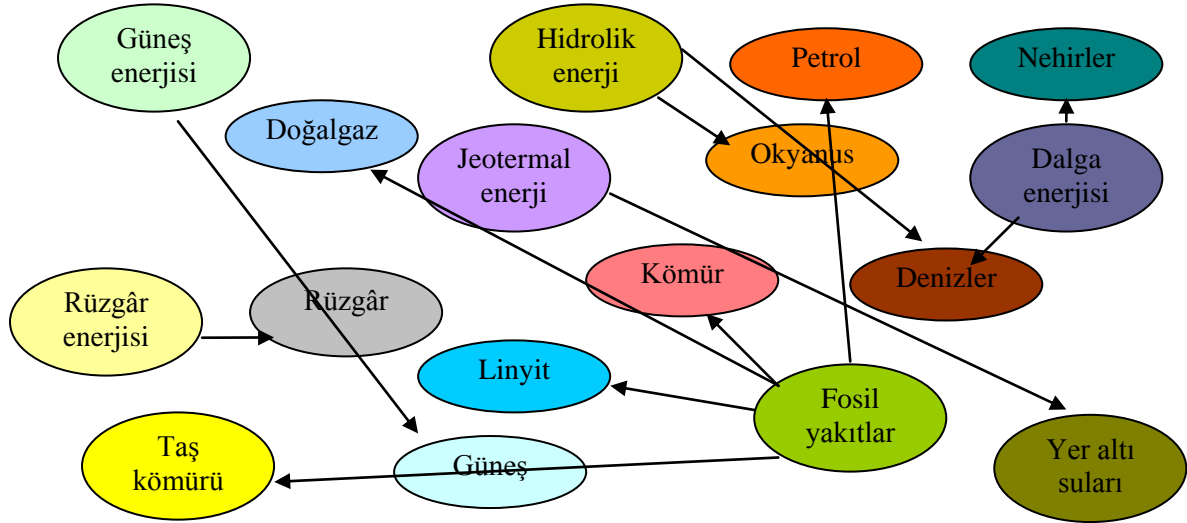 Güneş
enerjisi
Hidrolik
enerji
Petrol
Nehirler
Doğalgaz
Jeotermal
enerji
Okyanus
Dalga
enerjisi
Rüzgâr
enerjisi
Rüzgâr
Kömür
Denizler
Linyit
Fosil
yakıtlar
Taş
kömürü
Güneş
Yer altı
suları